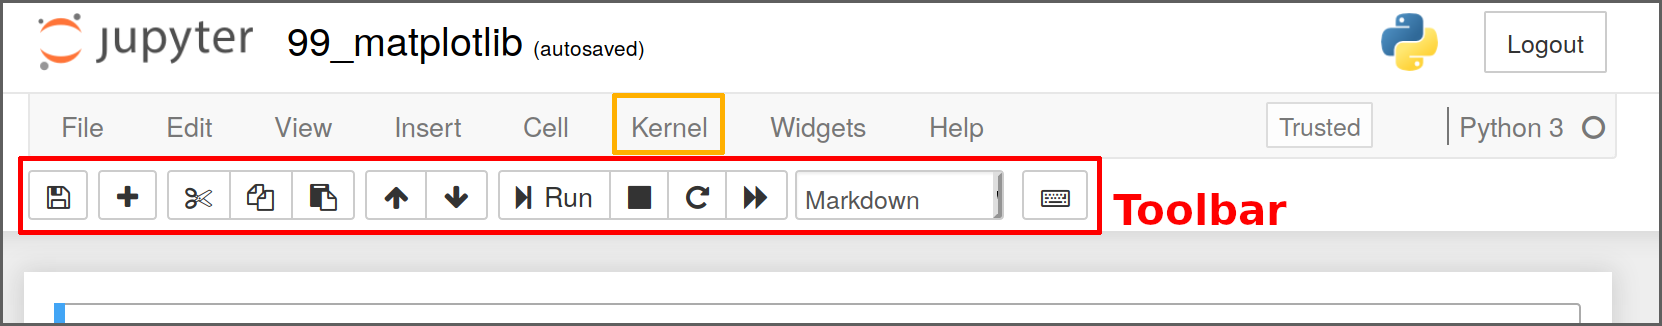 jupyter 99_matplotlib (autosaved) Logout
File Edit View Insert Cell Kernel Widgets Help Trusted Python 3
Run Markdown Toolbar